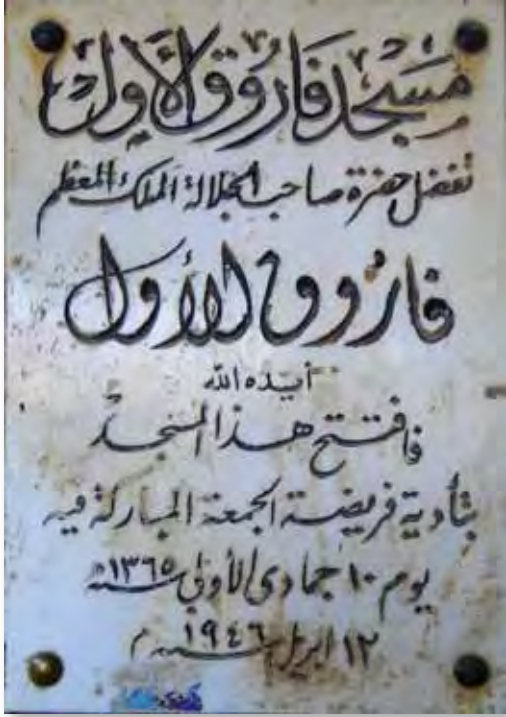 مسجد فاروق الأول
تفضل حضرة صاحب الجلالة الملك المعظم
فاروق الأول
أيده الله
فافتتح هذا المسجد
بتأدية فريضة الجمعة المباركة فيه
يوم ١٠ جمادى الأولى سنة ١٣٦٥
١٢ ابريل سنة ١٩٤٦ م